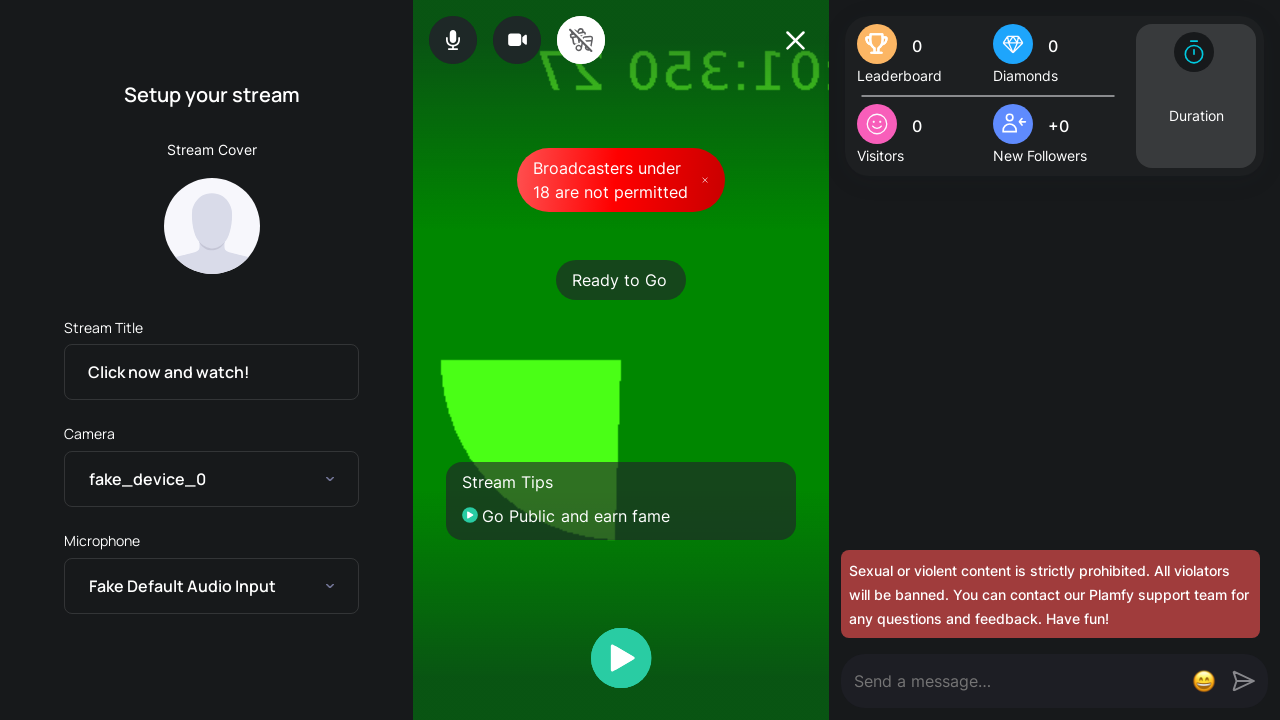 Setup your stream
Stream Cover
Stream Title
Click now and watch!
Camera
fake_device_0
Microphone
Fake Default Audio Input
:01:350 27
Broadcasters under
18 are not permitted
Ready to Go
Stream Tips
Go Public and earn fame
0
Leaderboard
0
Diamonds
0
Visitors
+0
New Followers
Duration
Sexual or violent content is strictly prohibited. All violators
will be banned. You can contact our Plamfy support team for
any questions and feedback. Have fun!
Send a message...